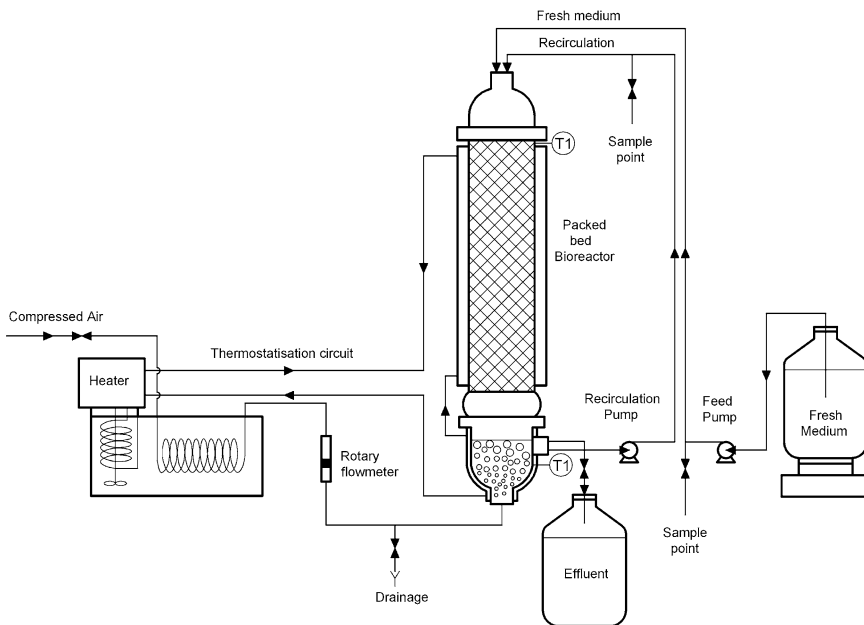 Fresh medium
Recirculation
Sample
point
T1
Packed
bed
Bioreactor
Compressed Air
Thermostatisation circuit
Heater
Recirculation
Pump
Feed
Pump
Fresh
Medium
Rotary
flowmeter
T1
Sample
point
Effluent
Drainage